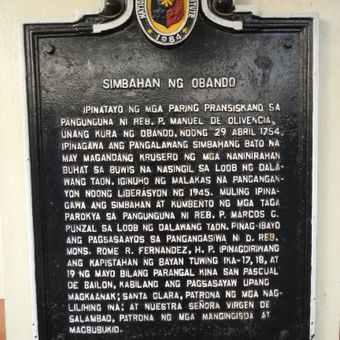 1984
SIMBAHAN NG OBANDO
IPINATAYO NG MGA PARING PRANSISKANO SA
PANGUNGUNA NI REB. P. MANUEL DE OLIVENCIA,
UNANG KURA NG OBANDO, NOONG 29 ABRIL 1754.
IPINAGAWA ANG PANGALAWANG SIMBAHANG BATO NA
MAY MAGANDANG KRUSERO NG MGA NANINIRAHAN
BUHAT SA BUWIS NA NASINGIL SA LOOB NG DALA-
WANG TAON. IGINUHO NG MALAKAS NA PANGANGAN-
YON NOONG LIBERASYON NG 1945. MULING IPINA-
GAWA ANG SIMBAHAN AT KUMBENTO NG MGA TAGA
PAROKYA SA PANGUNGUNA NI REB. P. MARCOS C.
PUNZAL SA LOOB NG DALAWANG TAON. PINAG-IBAYO
ANG PAGSASAAYOS SA PANGANGASIWA NI D. REB.
MONS. ROME R. FERNANDEZ, H. P. IPINAGDIRIWANG
ANG KAPISTAHAN NG BAYAN TUWING IKA-17, 18, AT
19 NG MAYO BILANG PARANGAL KINA SAN PASCUAL
DE BAILON, KABILANG ANG PAGSASAYAW UPANG
MAGKAANAK; SANTA CLARA, PATRONA NG MGA NAG-
LILIHING INA; AT NUESTRA SEÑORA VIRGEN DE
SALAMBAO, PATRONA NG MGA MANGINGISDA AT
MAGBUBUKID.